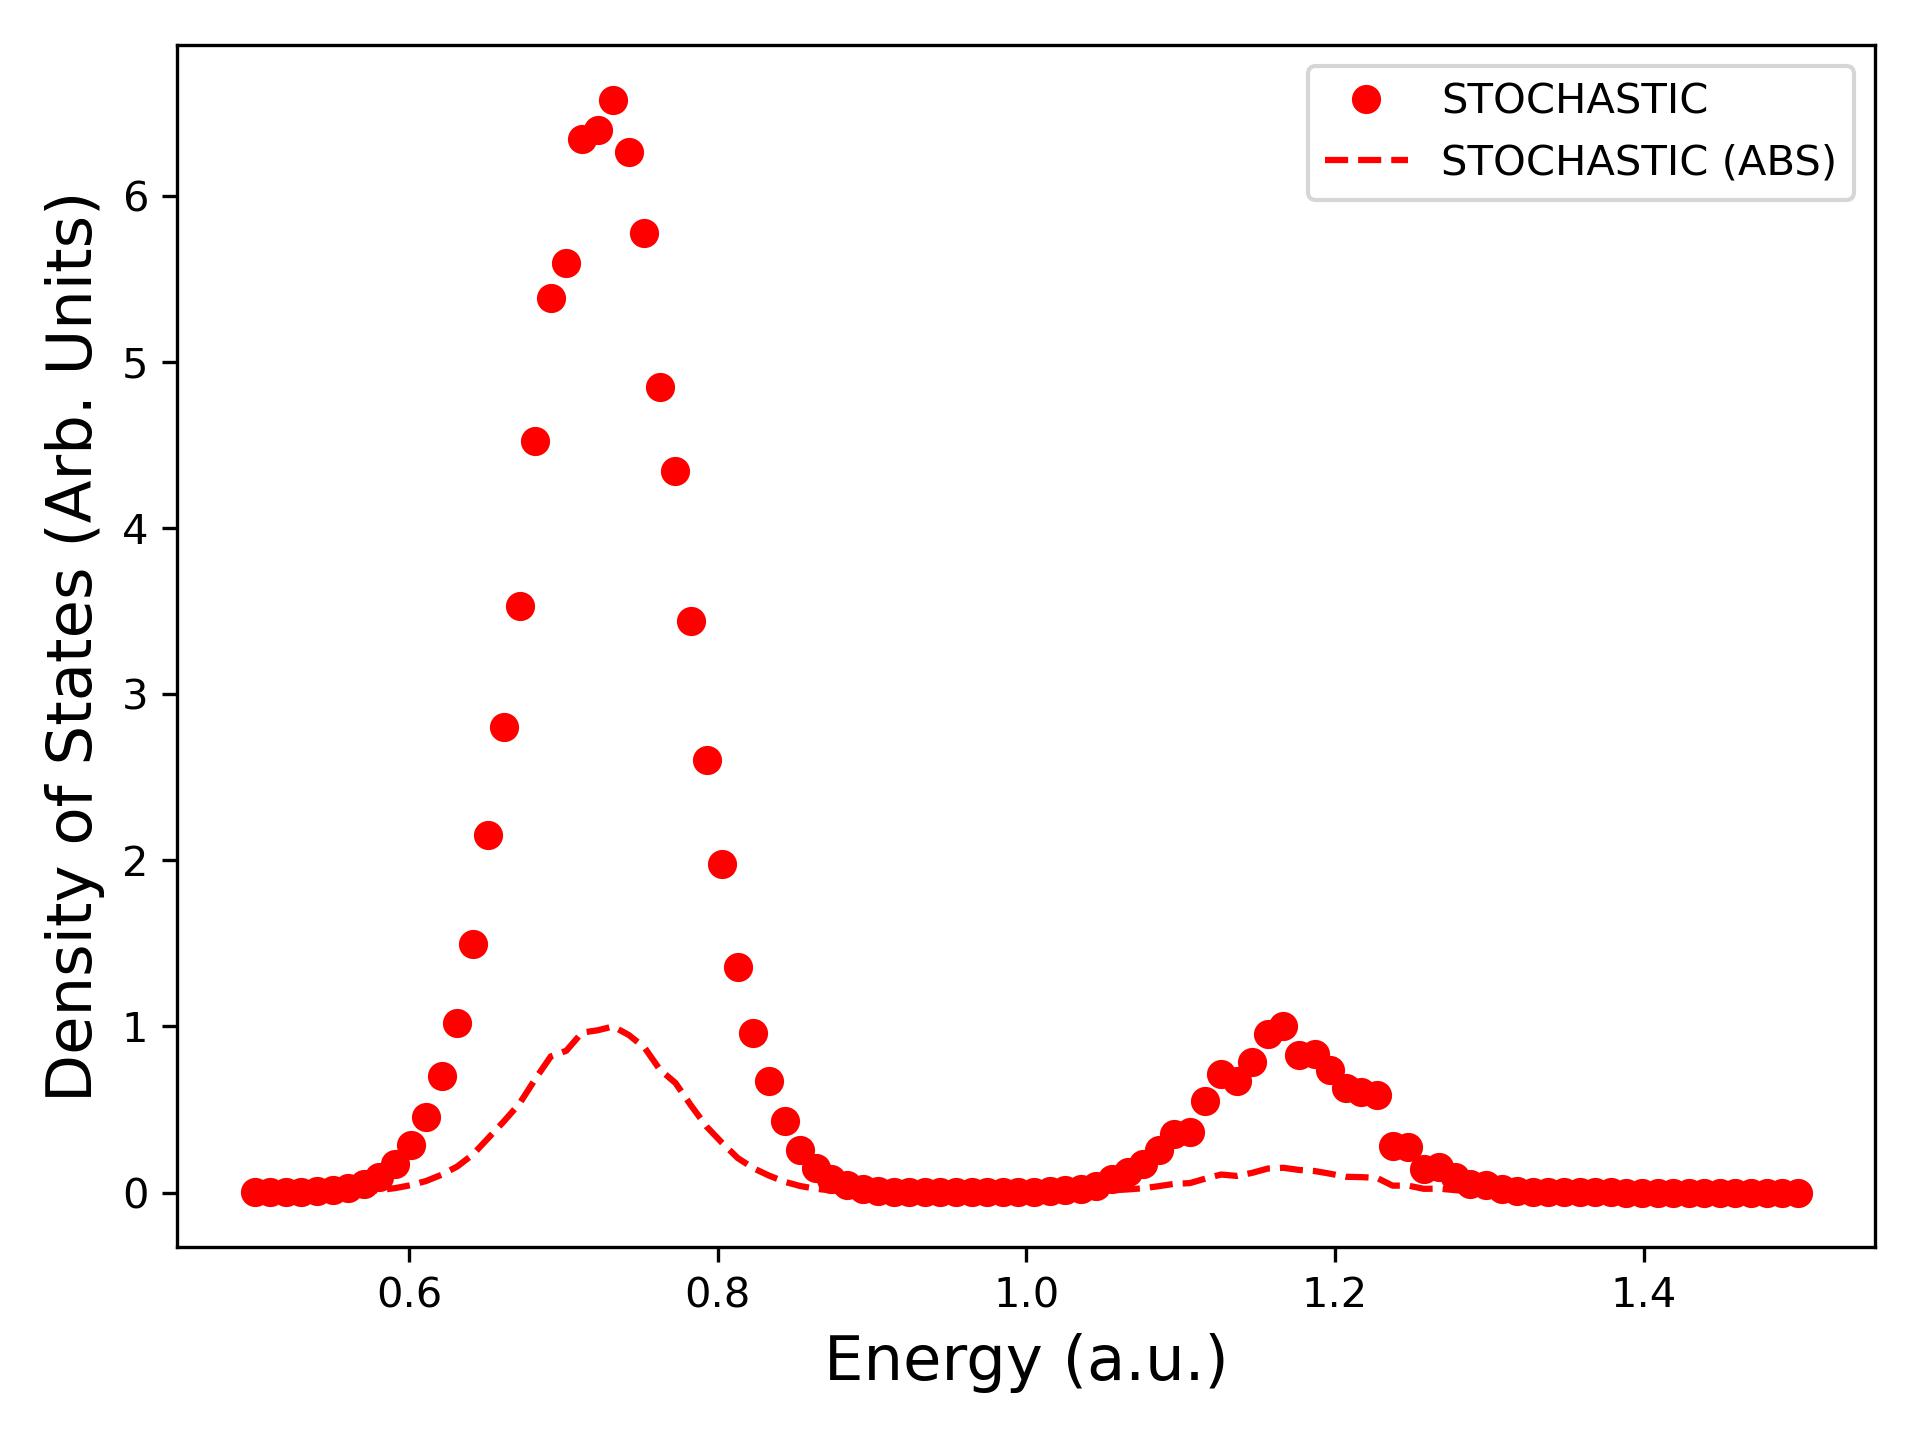 STOCHASTIC
STOCHASTIC (ABS)
Density of States (Arb. Units)
6
5
4
3
2
1
0
0.6 0.8 1.0 1.2 1.4
Energy (a.u.)